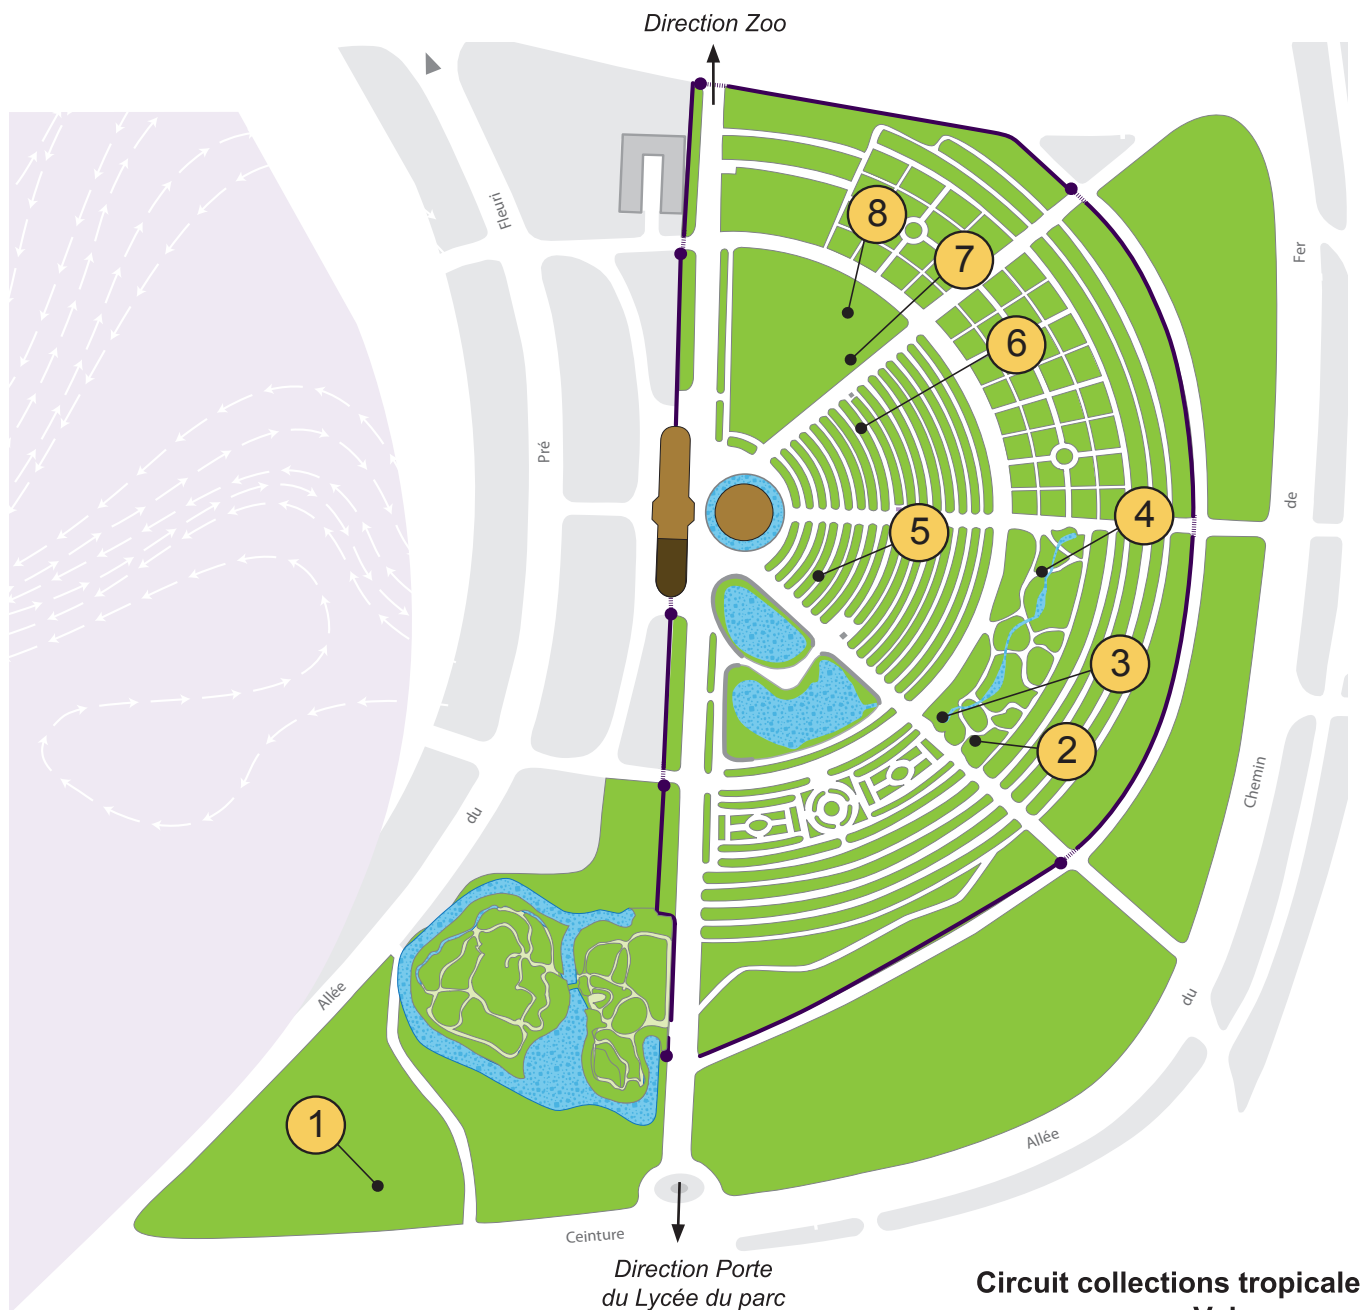 Direction Zoo
Fleuri
8
7
Fer
6
Pré
de
4
5
3
2
Chemin
du
Allée
du
1
Allée
Ceinture
Direction Porte
du Lycée du parc
Circuit collections tropicale